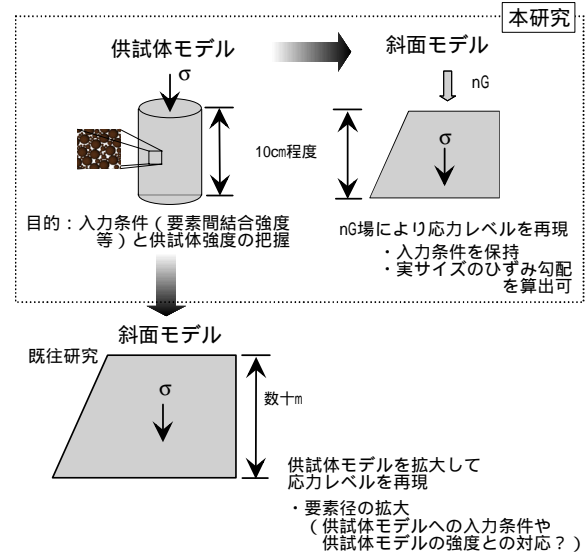 本研究
供試体モデル
σ
10cm程度
目的：入力条件（要素間結合強度
等）と供試体強度の把握
斜面モデル
nG
σ
nG場により応力レベルを再現
・入力条件を保持
・実サイズのひずみ勾配
を算出可
斜面モデル
既往研究
σ
数十m
供試体モデルを拡大して
応力レベルを再現
・要素径の拡大
（供試体モデルへの入力条件や
供試体モデルの強度との対応？）